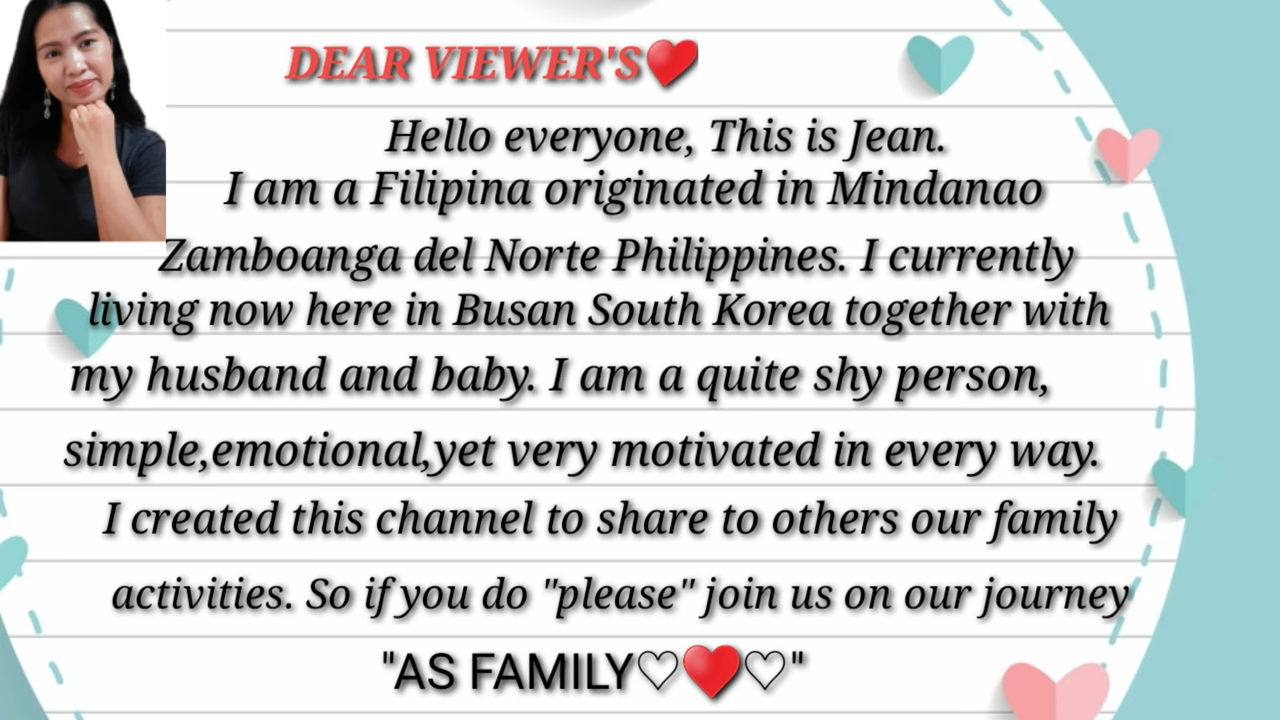 DEAR VIEWER'S❤
Hello everyone, This is Jean.
I am a Filipina originated in Mindanao
Zamboanga del Norte Philippines. I currently
living now here in Busan South Korea together with
my husband and baby. I am a quite shy person,
simple,emotional,yet very motivated in every way.
I created this channel to share to others our family
activities. So if you do "please" join us on our journey
"AS FAMILY♡❤♡"